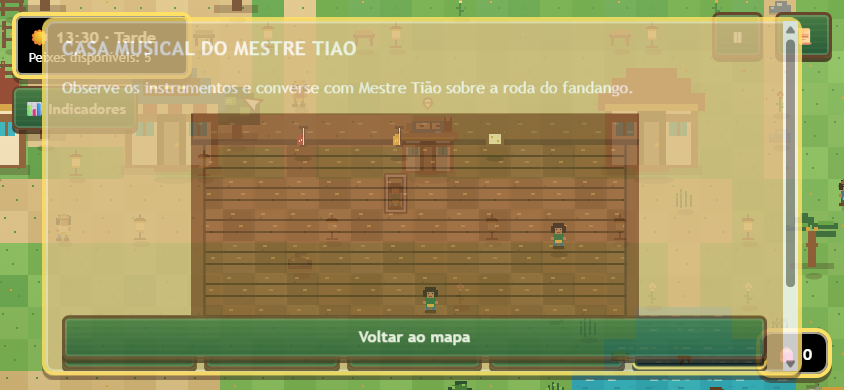 13:30 · Tarde
CASA MUSICAL DO MESTRE TIAO
Peixes disponíveis: 5
Observe os instrumentos e converse com Mestre Tião sobre a roda do fandango.
Indicadores
Voltar ao mapa
0